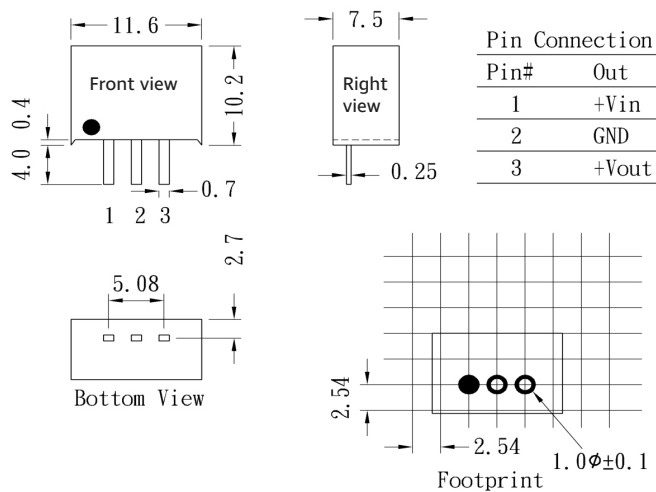 11.6
Front view
10.2
0.4
4.0
0.7
1 2 3
7.5
Right
view
0.25
Pin Connection
Pin# Out
1 +Vin
2 GND
3 +Vout
2.7
5.08
Bottom View
2.54
2.54
1.0φ±0.1
Footprint